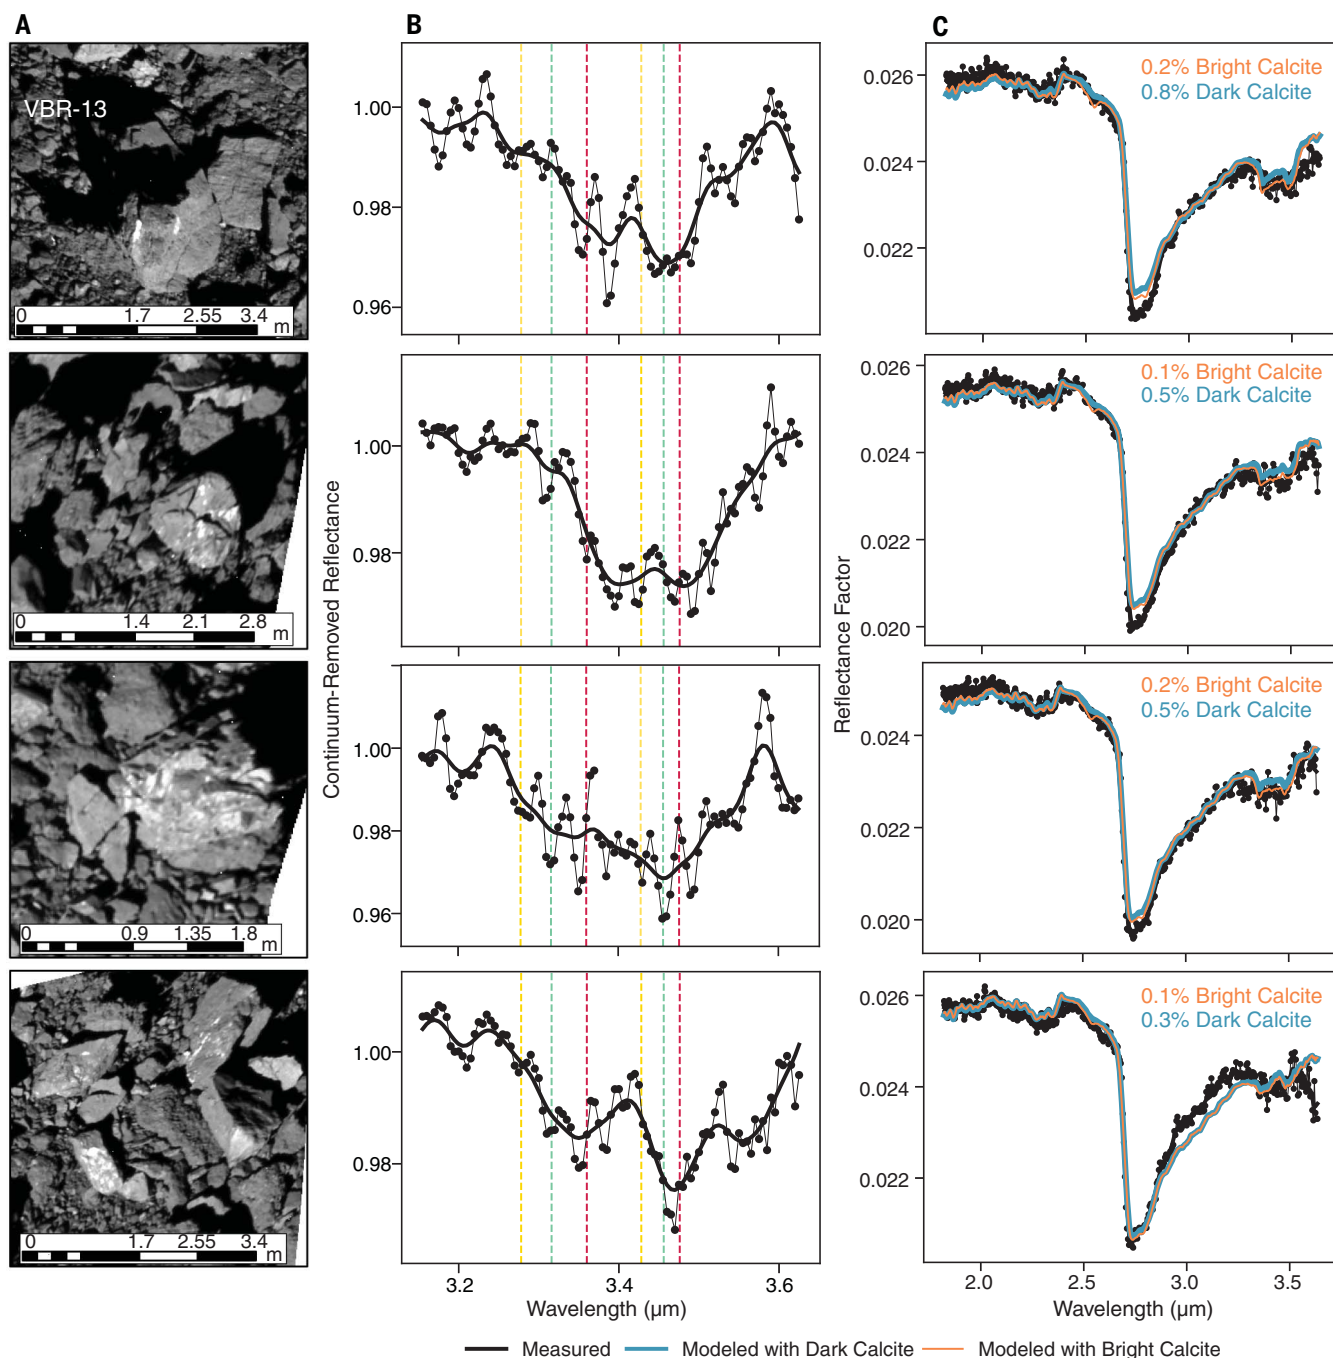 A
B
C
VBR-13
0 1.7 2.55 3.4 m
1.00
0.98
0.96
0.026
0.024
0.022
0.2% Bright Calcite
0.8% Dark Calcite
0 1.4 2.1 2.8 m
1.00
0.98
0.026
0.024
0.022
0.020
0.1% Bright Calcite
0.5% Dark Calcite
Continuum-Removed Reflectance
Reflectance Factor
0 0.9 1.35 1.8 m
1.00
0.98
0.96
0.024
0.022
0.020
0.2% Bright Calcite
0.5% Dark Calcite
0 1.7 2.55 3.4 m
1.00
0.98
3.2 3.4 3.6
Wavelength (µm)
0.026
0.024
0.022
0.1% Bright Calcite
0.3% Dark Calcite
2.0 2.5 3.0 3.5
Wavelength (µm)
Measured Modeled with Dark Calcite Modeled with Bright Calcite